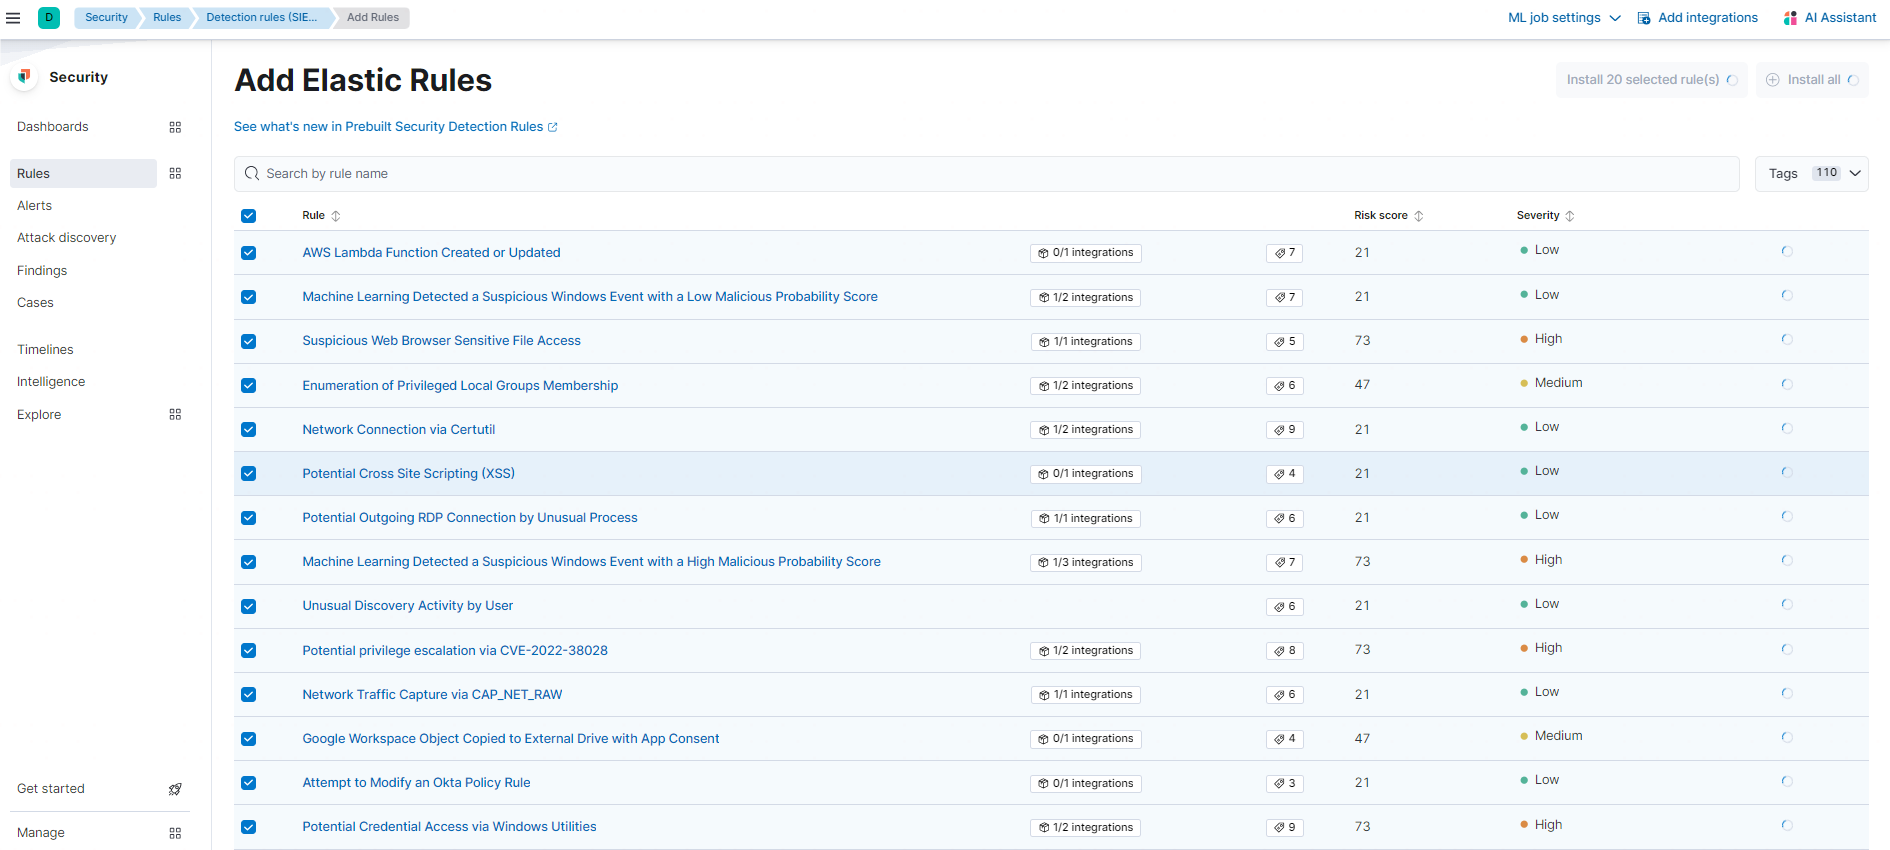 D Security Rules Detection rules (SIE... Add Rules ML job settings Add integrations AI Assistant
Security
Dashboards
Rules
Alerts
Attack discovery
Findings
Cases
Timelines
Intelligence
Explore
Get started
Manage
Add Elastic Rules
Install 20 selected rule(s) Install all
See what's new in Prebuilt Security Detection Rules
Search by rule name Tags 110
Rule Risk score Severity
AWS Lambda Function Created or Updated 0/1 integrations 7 21 Low
Machine Learning Detected a Suspicious Windows Event with a Low Malicious Probability Score 1/2 integrations 7 21 Low
Suspicious Web Browser Sensitive File Access 1/1 integrations 5 73 High
Enumeration of Privileged Local Groups Membership 1/2 integrations 6 47 Medium
Network Connection via Certutil 1/2 integrations 9 21 Low
Potential Cross Site Scripting (XSS) 0/1 integrations 4 21 Low
Potential Outgoing RDP Connection by Unusual Process 1/1 integrations 6 21 Low
Machine Learning Detected a Suspicious Windows Event with a High Malicious Probability Score 1/3 integrations 7 73 High
Unusual Discovery Activity by User 6 21 Low
Potential privilege escalation via CVE-2022-38028 1/2 integrations 8 73 High
Network Traffic Capture via CAP_NET_RAW 1/1 integrations 6 21 Low
Google Workspace Object Copied to External Drive with App Consent 0/1 integrations 4 47 Medium
Attempt to Modify an Okta Policy Rule 0/1 integrations 3 21 Low
Potential Credential Access via Windows Utilities 1/2 integrations 9 73 High